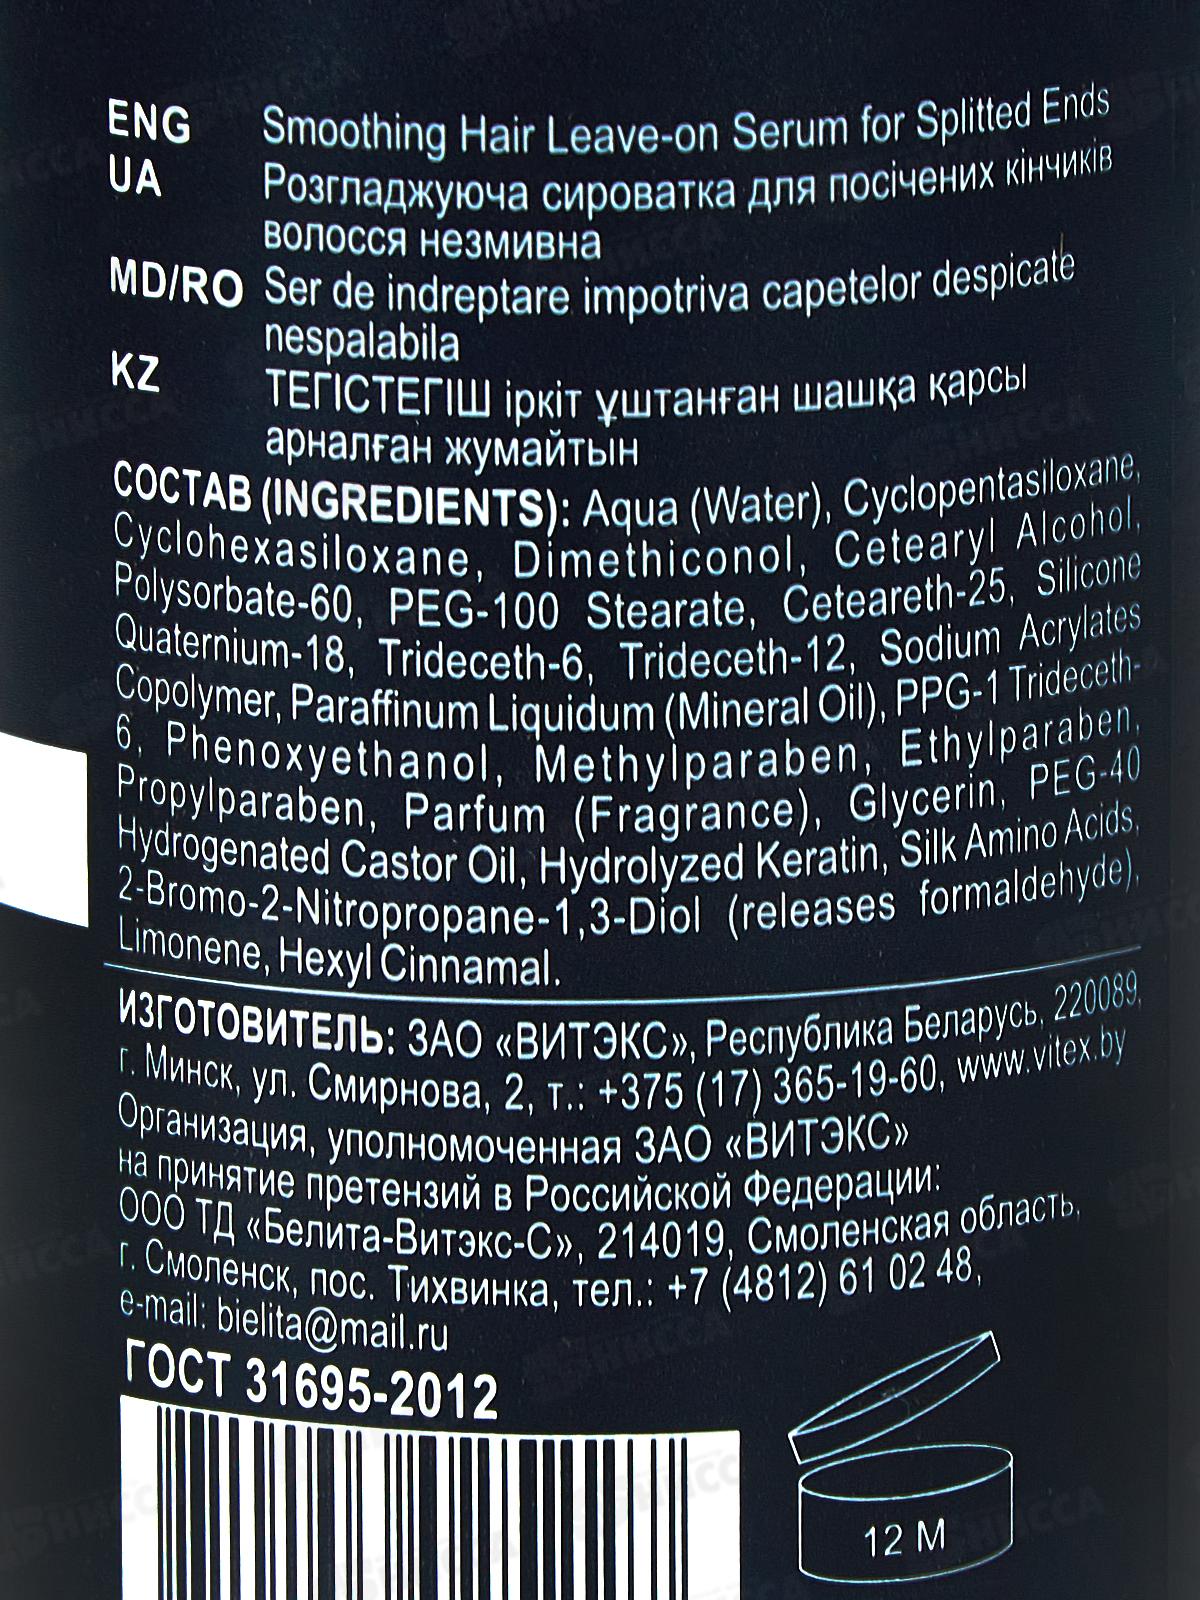 ENG Smoothing Hair Leave-on Serum for Splitted Ends
UA Розгладжуюча сироватка для посічених кінчиків
волосся незмивна
MD/RO Ser de indreptare impotriva capetelor despicate
nespalabila
KZ ТЕГІСТЕГІШ іркіт ұштанған шашқа қарсы
арналған жумайтын
СОСТАВ (INGREDIENTS): Aqua (Water), Cyclopentasiloxane,
Cyclohexasiloxane, Dimethiconol, Cetearyl Alcohol,
Polysorbate-60, PEG-100 Stearate, Ceteareth-25, Silicone
Quaternium-18, Trideceth-6, Trideceth-12, Sodium Acrylates
Copolymer, Paraffinum Liquidum (Mineral Oil), PPG-1 Trideceth-
6, Phenoxyethanol, Methylparaben, Ethylparaben,
Propylparaben, Parfum (Fragrance), Glycerin, PEG-40
Hydrogenated Castor Oil, Hydrolyzed Keratin, Silk Amino Acids,
2-Bromo-2-Nitropropane-1,3-Diol (releases formaldehyde),
Limonene, Hexyl Cinnamal.
ИЗГОТОВИТЕЛЬ: ЗАО «ВИТЭКС», Республика Беларусь, 220089,
г. Минск, ул. Смирнова, 2, т.: +375 (17) 365-19-60, www.vitex.by
Организация, уполномоченная ЗАО «ВИТЭКС»
на принятие претензий в Российской Федерации:
ООО ТД «Белита-Витэкс-С», 214019, Смоленская область,
г. Смоленск, пос. Тихвинка, тел.: +7 (4812) 61 02 48,
e-mail: bielita@mail.ru
ГОСТ 31695-2012
12 M